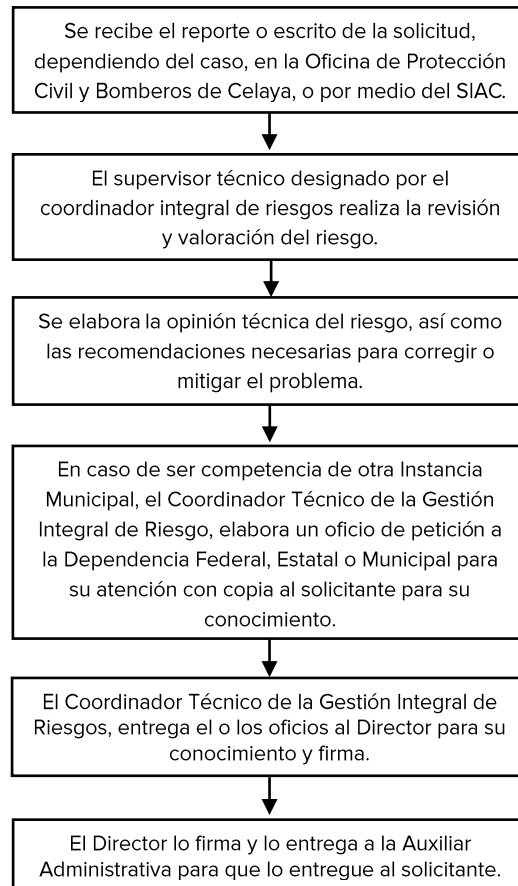 Se recibe el reporte o escrito de la solicitud,
dependiendo del caso, en la Oficina de Protección
Civil y Bomberos de Celaya, o por medio del SIAC.
El supervisor técnico designado por el
coordinador integral de riesgos realiza la revisión
y valoración del riesgo.
Se elabora la opinión técnica del riesgo, así como
las recomendaciones necesarias para corregir o
mitigar el problema.
En caso de ser competencia de otra Instancia
Municipal, el Coordinador Técnico de la Gestión
Integral de Riesgo, elabora un oficio de petición a
la Dependencia Federal, Estatal o Municipal para
su atención con copia al solicitante para su
conocimiento.
El Coordinador Técnico de la Gestión Integral de
Riesgos, entrega el o los oficios al Director para su
conocimiento y firma.
El Director lo firma y lo entrega a la Auxiliar
Administrativa para que lo entregue al solicitante.